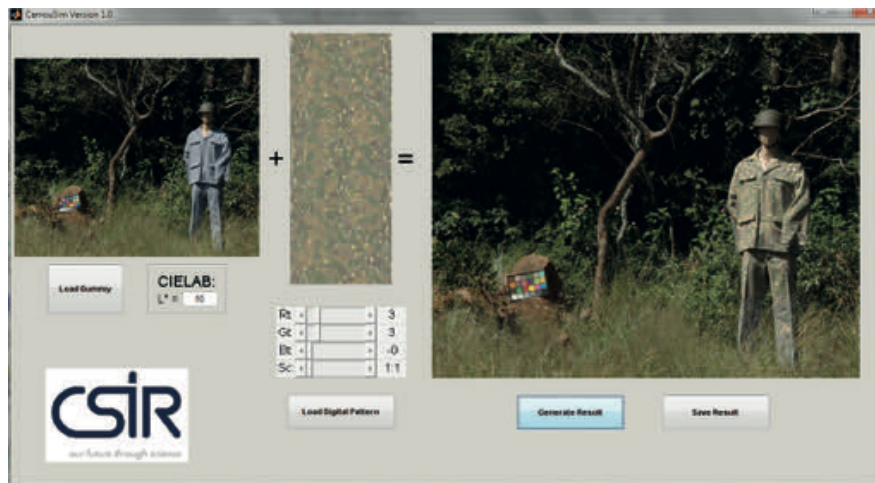 CamouSim Version 1.0
+
=
Load Dummy
CIELAB:
L* =
Rt 3
Gt 3
Bt -0
Sc 1:1
Load Digital Pattern
Generate Result
Save Result
CSIR
our future through science